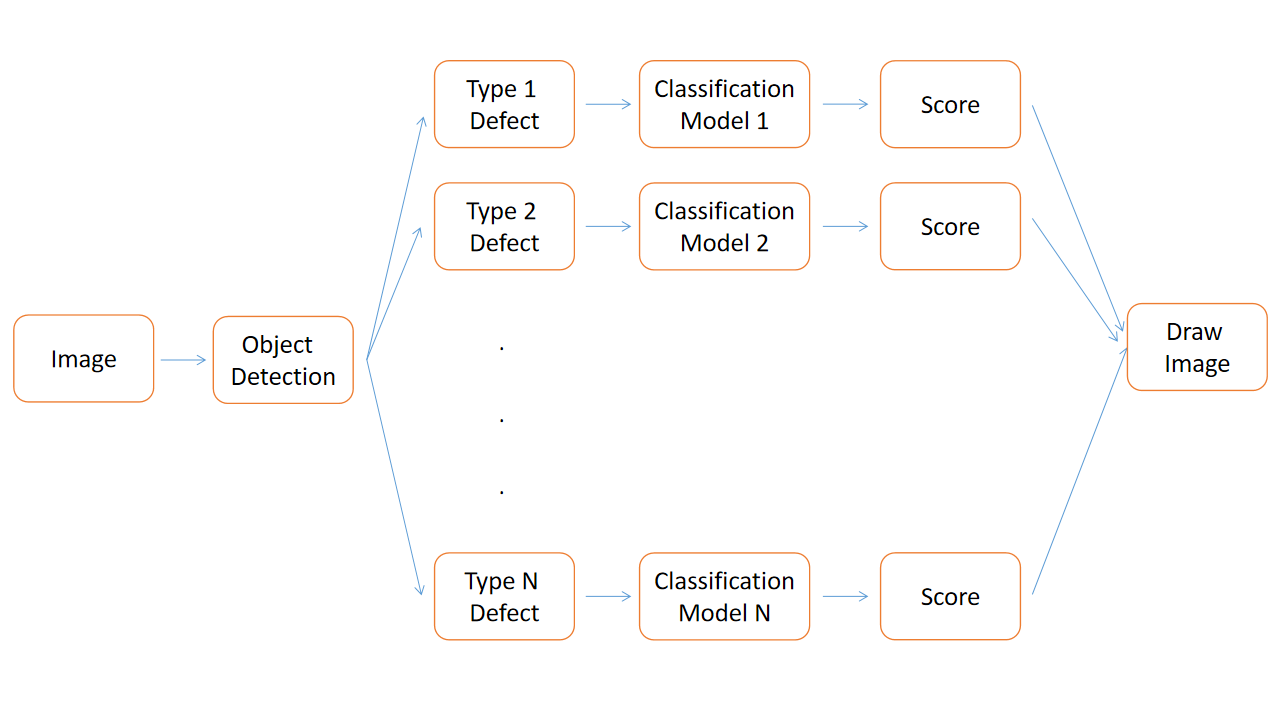 Type 1
Defect
Classification
Model 1
Score
Type 2
Defect
Classification
Model 2
Score
Image
Object
Detection
.
.
.
Draw
Image
Type N
Defect
Classification
Model N
Score